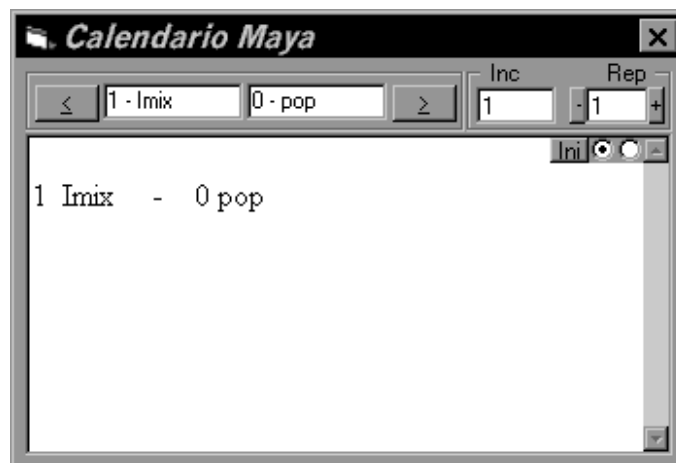 Calendario Maya
Inc Rep
< 1 - Imix 0 - pop > 1 - 1 +
Ini
1 Imix - 0 pop